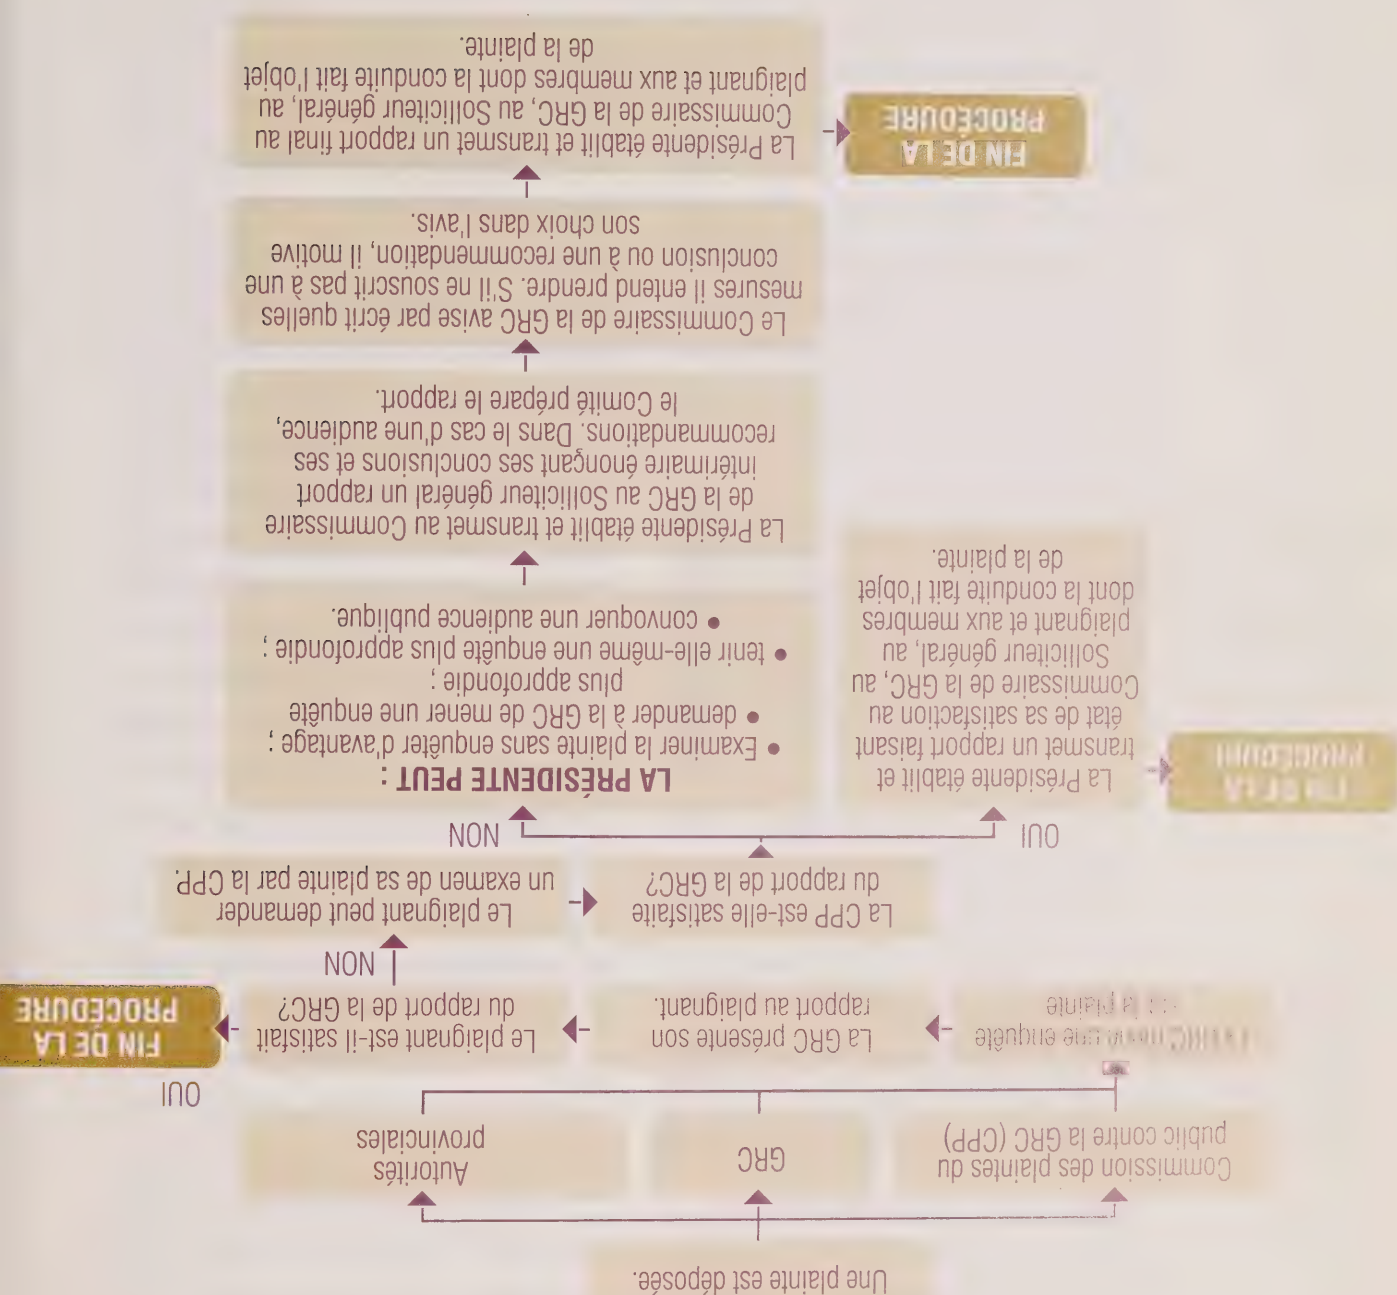 Une plainte est déposée.
Commission des plaintes du
public contre la GRC (CPP)
GRC
Autorités
provinciales
une enquête
la plainte
La GRC présente son
rapport au plaignant.
Le plaignant est-il satisfait
du rapport de la GRC?
OUI
FIN DE LA
PROCÉDURE
NON
Le plaignant peut demander
un examen de sa plainte par la CPP.
La CPP est-elle satisfaite
du rapport de la GRC?
OUI
NON
La Présidente établit et
transmet un rapport faisant
état de sa satisfaction au
Commissaire de la GRC, au
Solliciteur général, au
plaignant et aux membres
dont la conduite fait l'objet
de la plainte.
FIN DE LA
PROCÉDURE
LA PRÉSIDENTE PEUT :
• Examiner la plainte sans enquêter d'avantage ;
• demander à la GRC de mener une enquête
plus approfondie ;
• tenir elle-même une enquête plus approfondie ;
• convoquer une audience publique.
La Présidente établit et transmet au Commissaire
de la GRC au Solliciteur général un rapport
intérimaire énonçant ses conclusions et ses
recommandations. Dans le cas d'une audience,
le Comité prépare le rapport.
Le Commissaire de la GRC avise par écrit quelles
mesures il entend prendre. S'il ne souscrit pas à une
conclusion ou à une recommendation, il motive
son choix dans l'avis.
La Présidente établit et transmet un rapport final au
Commissaire de la GRC, au Solliciteur général, au
plaignant et aux membres dont la conduite fait l'objet
de la plainte.
FIN DE LA
PROCÉDURE